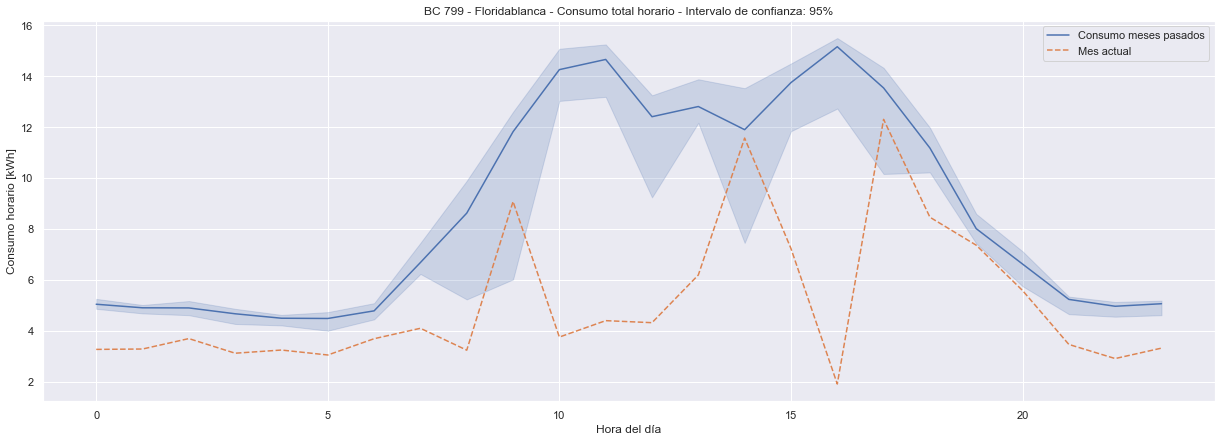 BC 799 - Floridablanca - Consumo total horario - Intervalo de confianza: 95%
Consumo meses pasados
Mes actual
Consumo horario [kWh]
16
14
12
10
8
6
4
2
0
5
10
15
20
Hora del día